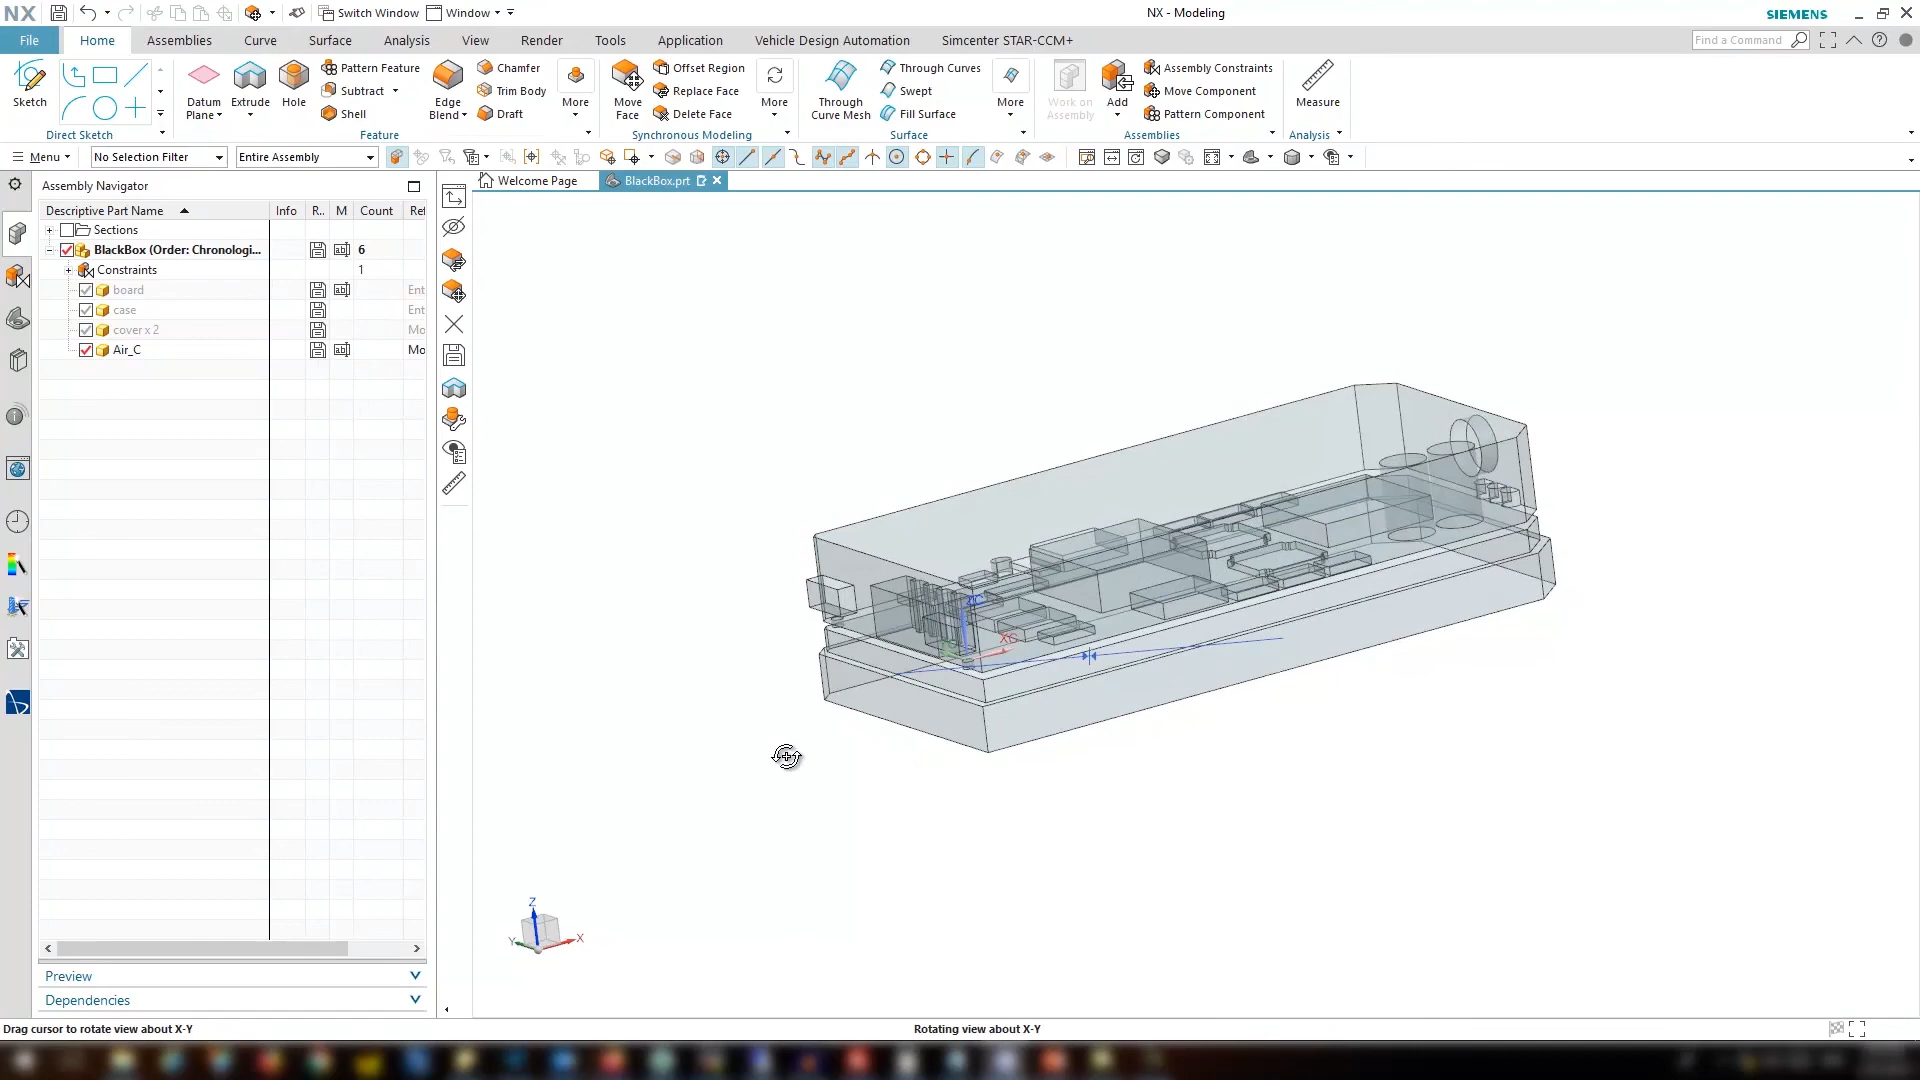 NX
Switch Window
Window
NX - Modeling
SIEMENS
File
Home
Assemblies
Curve
Surface
Analysis
View
Render
Tools
Application
Vehicle Design Automation
Simcenter STAR-CCM+
Find a Command
Sketch
Datum Plane
Extrude
Hole
Pattern Feature
Subtract
Shell
Edge Blend
Chamfer
Trim Body
Draft
More
Move Face
Offset Region
Replace Face
Delete Face
More
Through Curve Mesh
Through Curves
Swept
Fill Surface
More
Work on Assembly
Add
Assembly Constraints
Move Component
Pattern Component
Measure
Direct Sketch
Feature
Synchronous Modeling
Surface
Assemblies
Analysis
Menu
No Selection Filter
Entire Assembly
Assembly Navigator
Welcome Page
BlackBox.prt
Descriptive Part Name
Info
R..
M
Count
Ref
Sections
BlackBox (Order: Chronologi...
6
Constraints
1
board
Ent
case
Ent
cover x 2
Mo
Air_C
Mo
ZC
XC
Z
Y
X
Preview
Dependencies
Drag cursor to rotate view about X-Y
Rotating view about X-Y